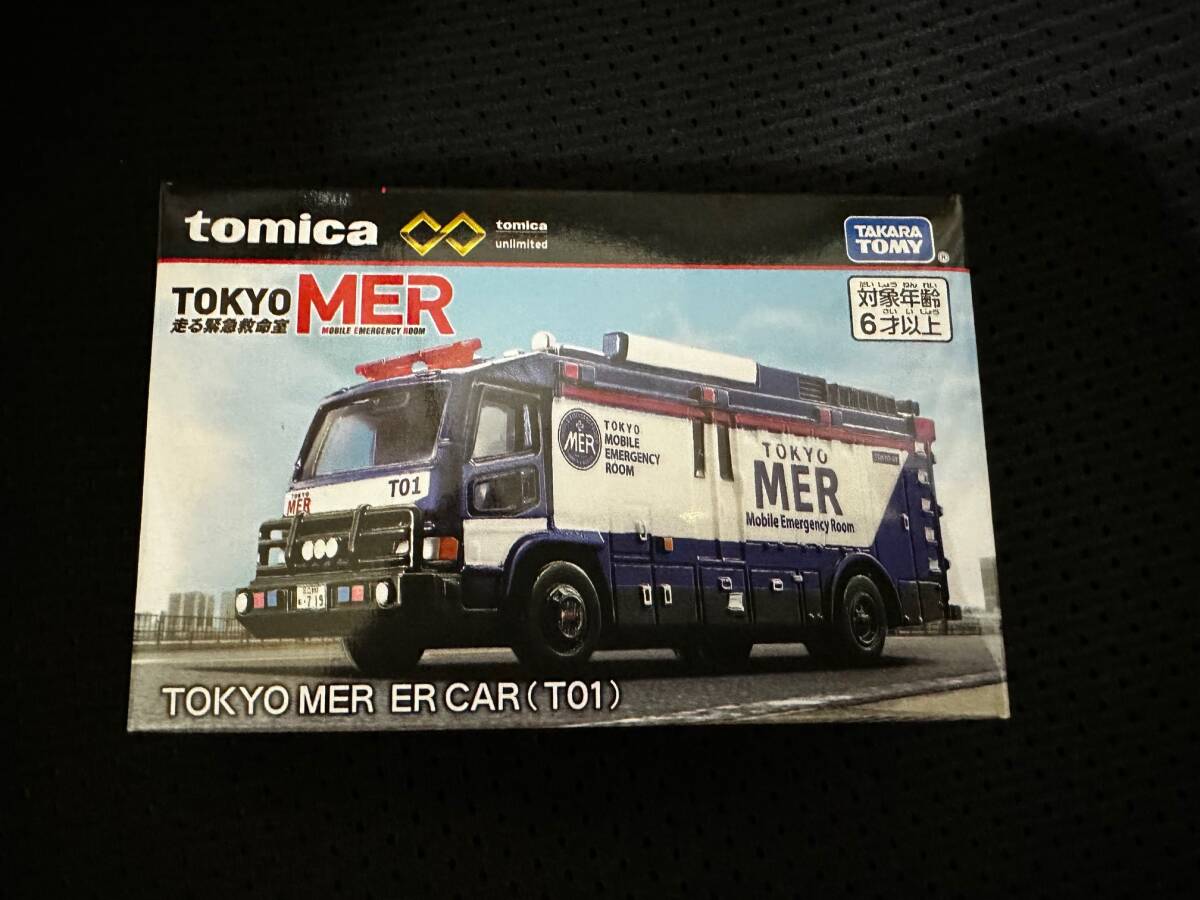 tomica
tomica
unlimited
TAKARA
TOMY
®
TOKYO MER
走る緊急救命室
MOBILE EMERGENCY ROOM
たいしょうねんれい
対象年齢
さいいじょう
6才以上
MER
TOKYO
MOBILE
EMERGENCY
ROOM
TOKYO
MER
Mobile Emergency Room
T01
TOKYO
MER
・719
TOKYO MER ER CAR(T01)